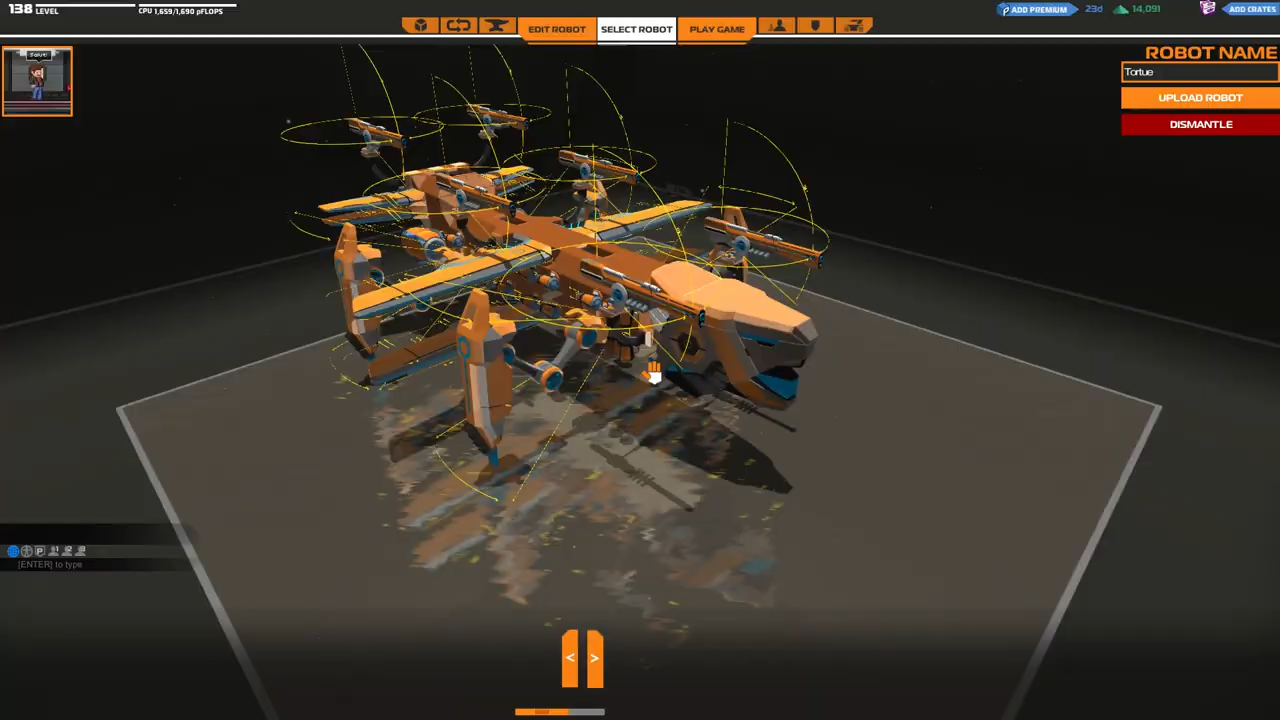 138 LEVEL
CPU 1,659/1,690 pFLOPS
EDIT ROBOT
SELECT ROBOT
PLAY GAME
ADD PREMIUM
23d
14,091
ADD CRATES
Salut!
ROBOT NAME
Tortue
UPLOAD ROBOT
DISMANTLE
P
[ENTER] to type
<
>